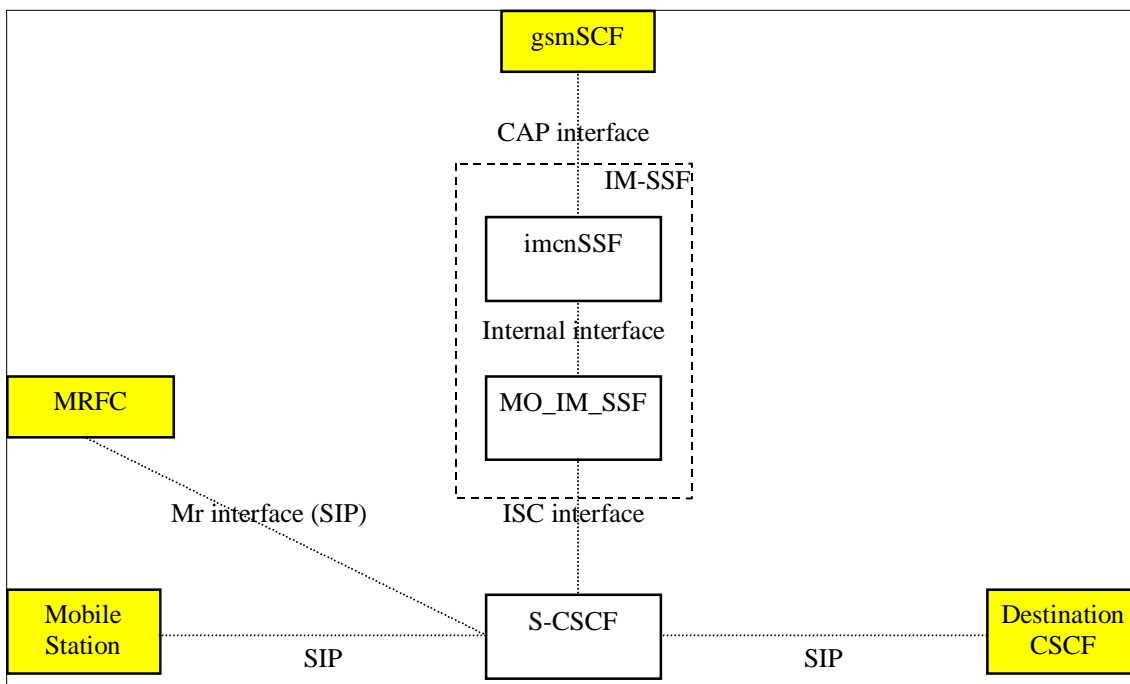 gsmSCF
CAP interface
IM-SSF
imcnSSF
Internal interface
MRFC
MO_IM_SSF
Mr interface (SIP)
ISC interface
Mobile
Station
SIP
S-CSCF
SIP
Destination
CSCF